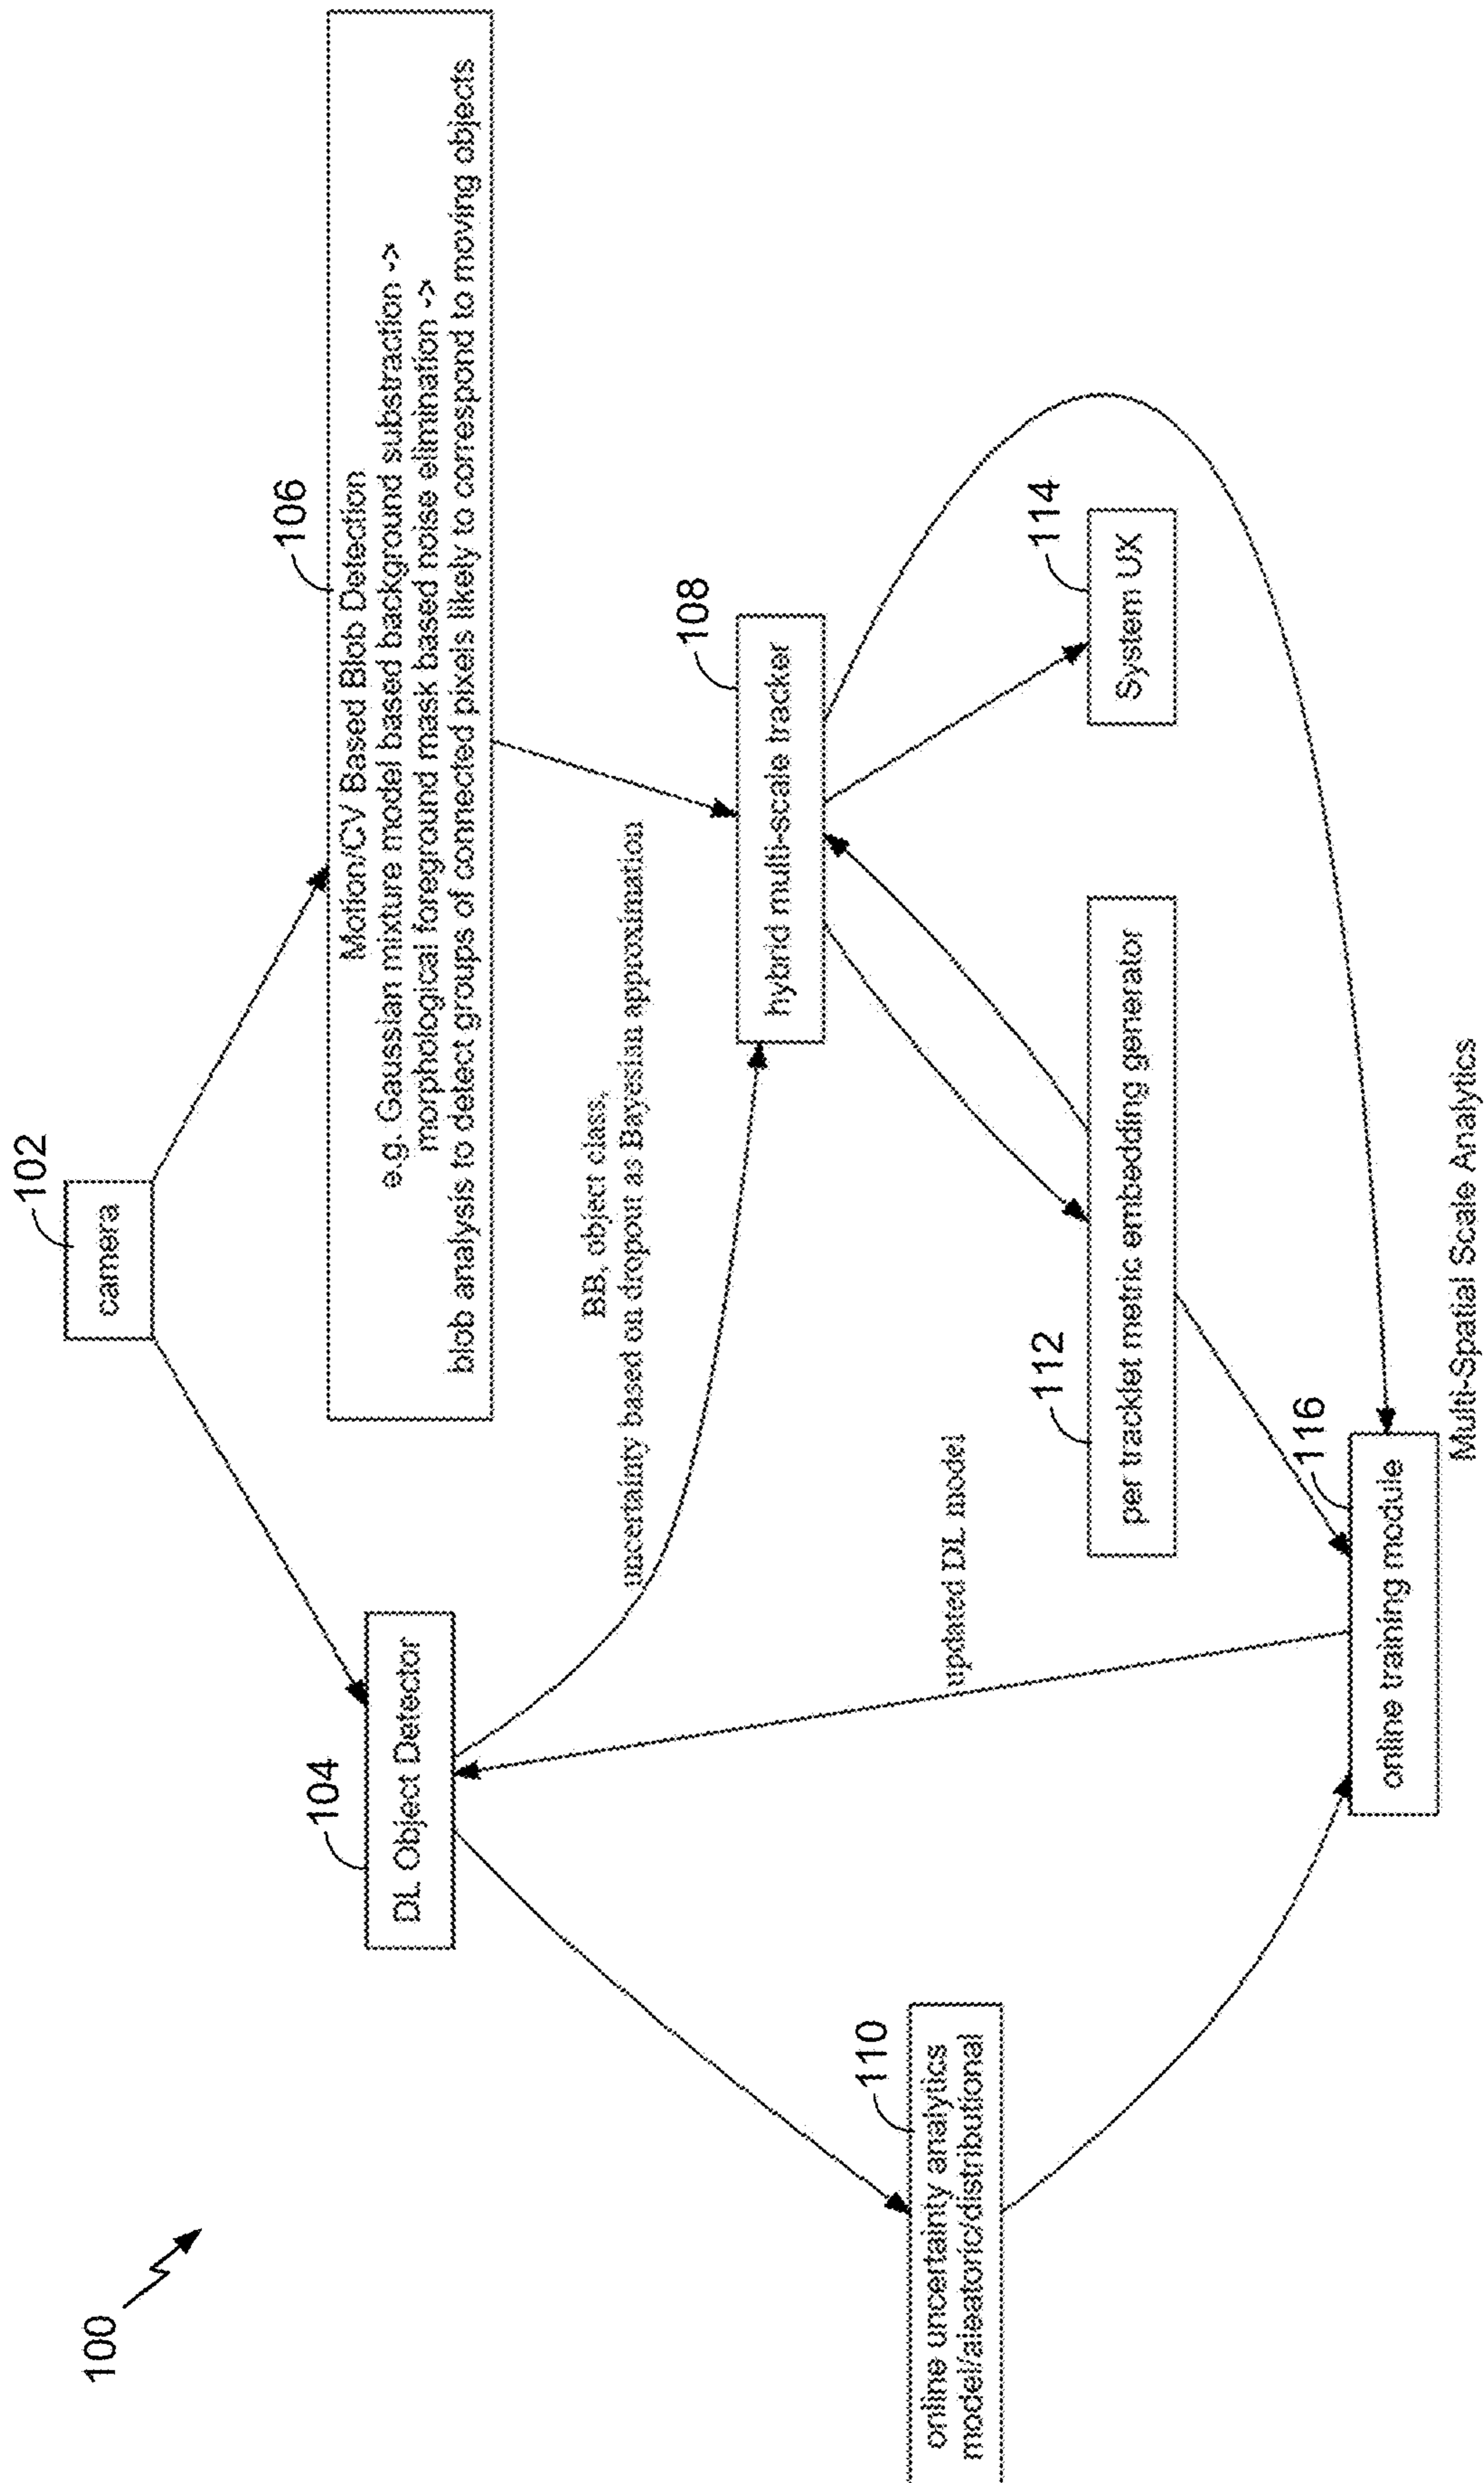 100
102
camera
106
Motion/CV Based Blob Detection
e.g. Gaussian mixture model based background substraction ->
morphological foreground mask based noise elimination ->
blob analysis to detect groups of connected pixels likely to correspond to moving objects
104
DL Object Detector
BB, object class,
uncertainty based on dropout as Bayesian approximation
108
hybrid multi-scale tracker
110
online uncertainty analytics
model/aleatoric/distributional
updated DL model
112
per tracklet metric embedding generator
114
System UX
116
online training module
Multi-Spatial Scale Analytics